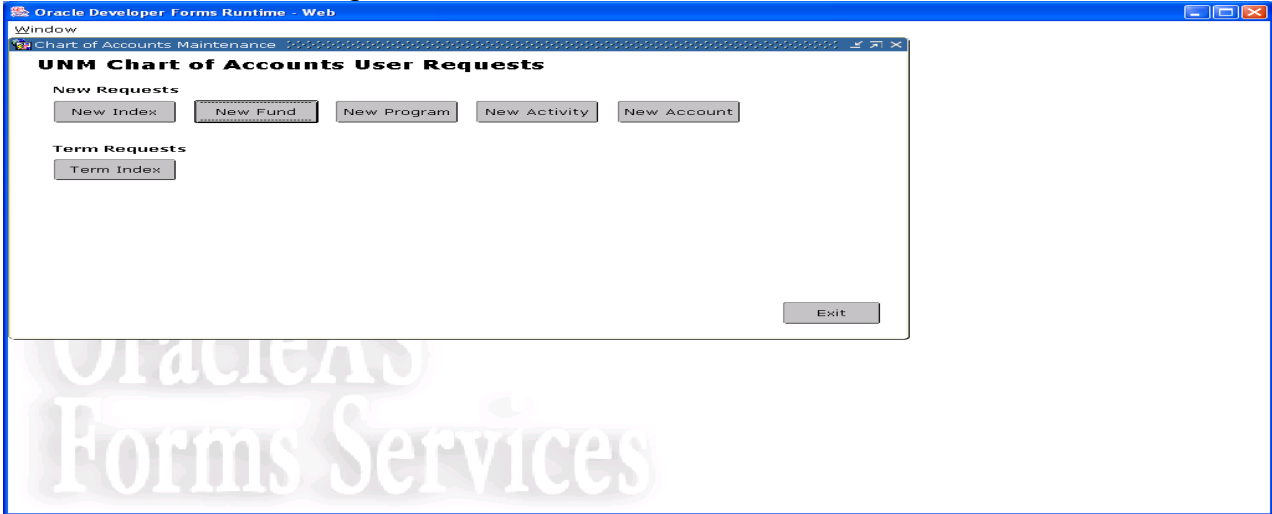 Oracle Developer Forms Runtime - Web
Window
Chart of Accounts Maintenance
UNM Chart of Accounts User Requests
New Requests
New Index New Fund New Program New Activity New Account
Term Requests
Term Index
Exit
OracleAS
Forms Services